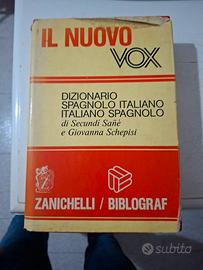 IL NUOVO
VOX
DIZIONARIO
SPAGNOLO ITALIANO
ITALIANO SPAGNOLO
di Secundí Sañé
e Giovanna Schepisi
ZANICHELLI / BIBLOGRAF
subito